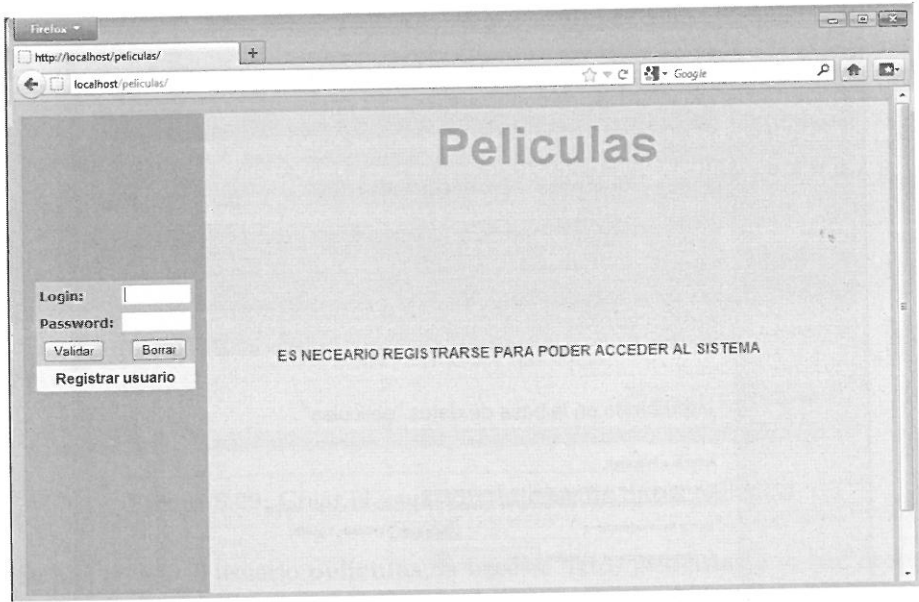 Firefox
http://localhost/peliculas/
+
localhost/peliculas/
Google
Peliculas
Login:
Password:
Validar Borrar
Registrar usuario
ES NECEARIO REGISTRARSE PARA PODER ACCEDER AL SISTEMA